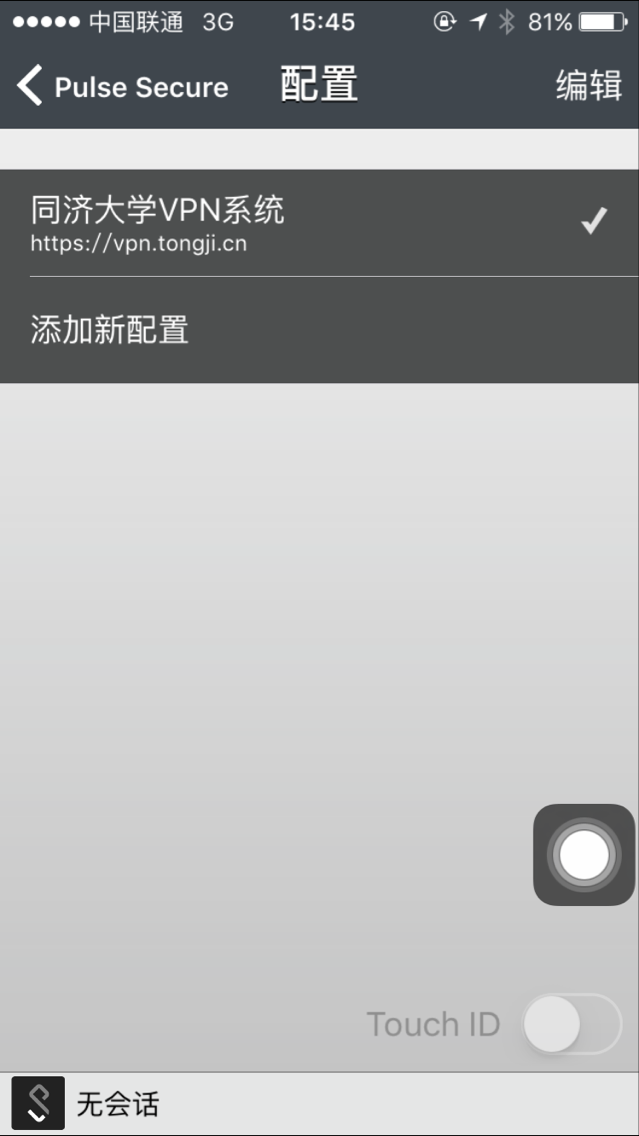 中国联通 3G 15:45 81%
Pulse Secure 配置 编辑
同济大学VPN系统
https://vpn.tongji.cn
添加新配置
Touch ID
无会话